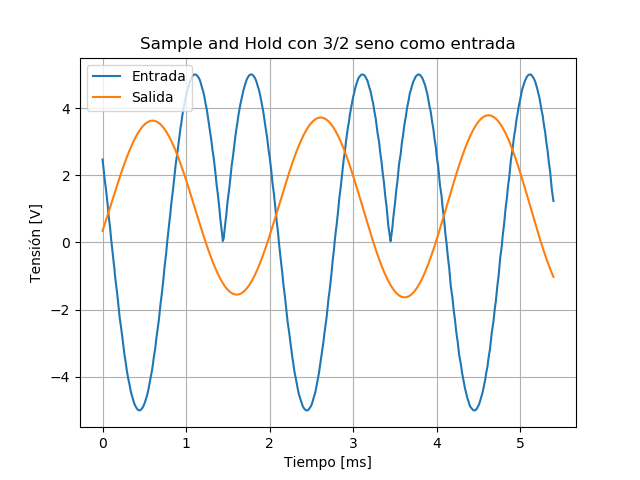 Sample and Hold con 3/2 seno como entrada
Entrada
Salida
Tensión [V]
4
2
0
−2
−4
0 1 2 3 4 5
Tiempo [ms]